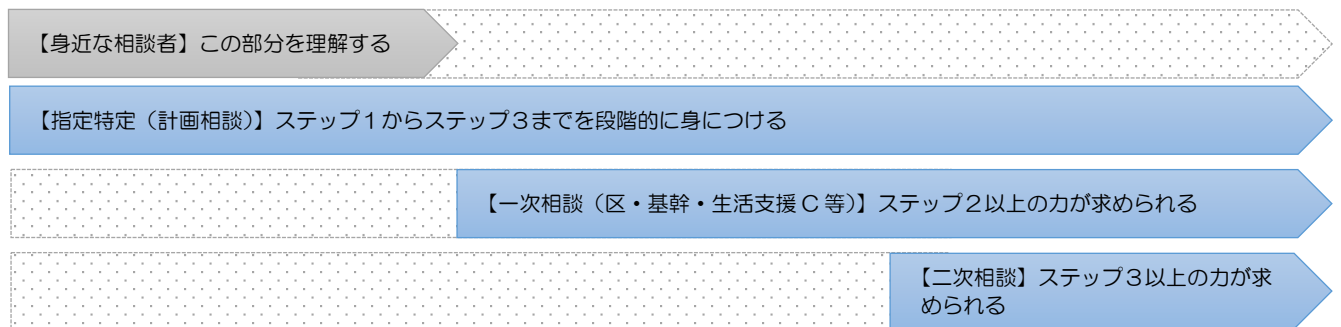 【身近な相談者】この部分を理解する
【指定特定（計画相談）】ステップ１からステップ３までを段階的に身につける
【一次相談（区・基幹・生活支援Ｃ等）】ステップ２以上の力が求められる
【二次相談】ステップ３以上の力が求
められる